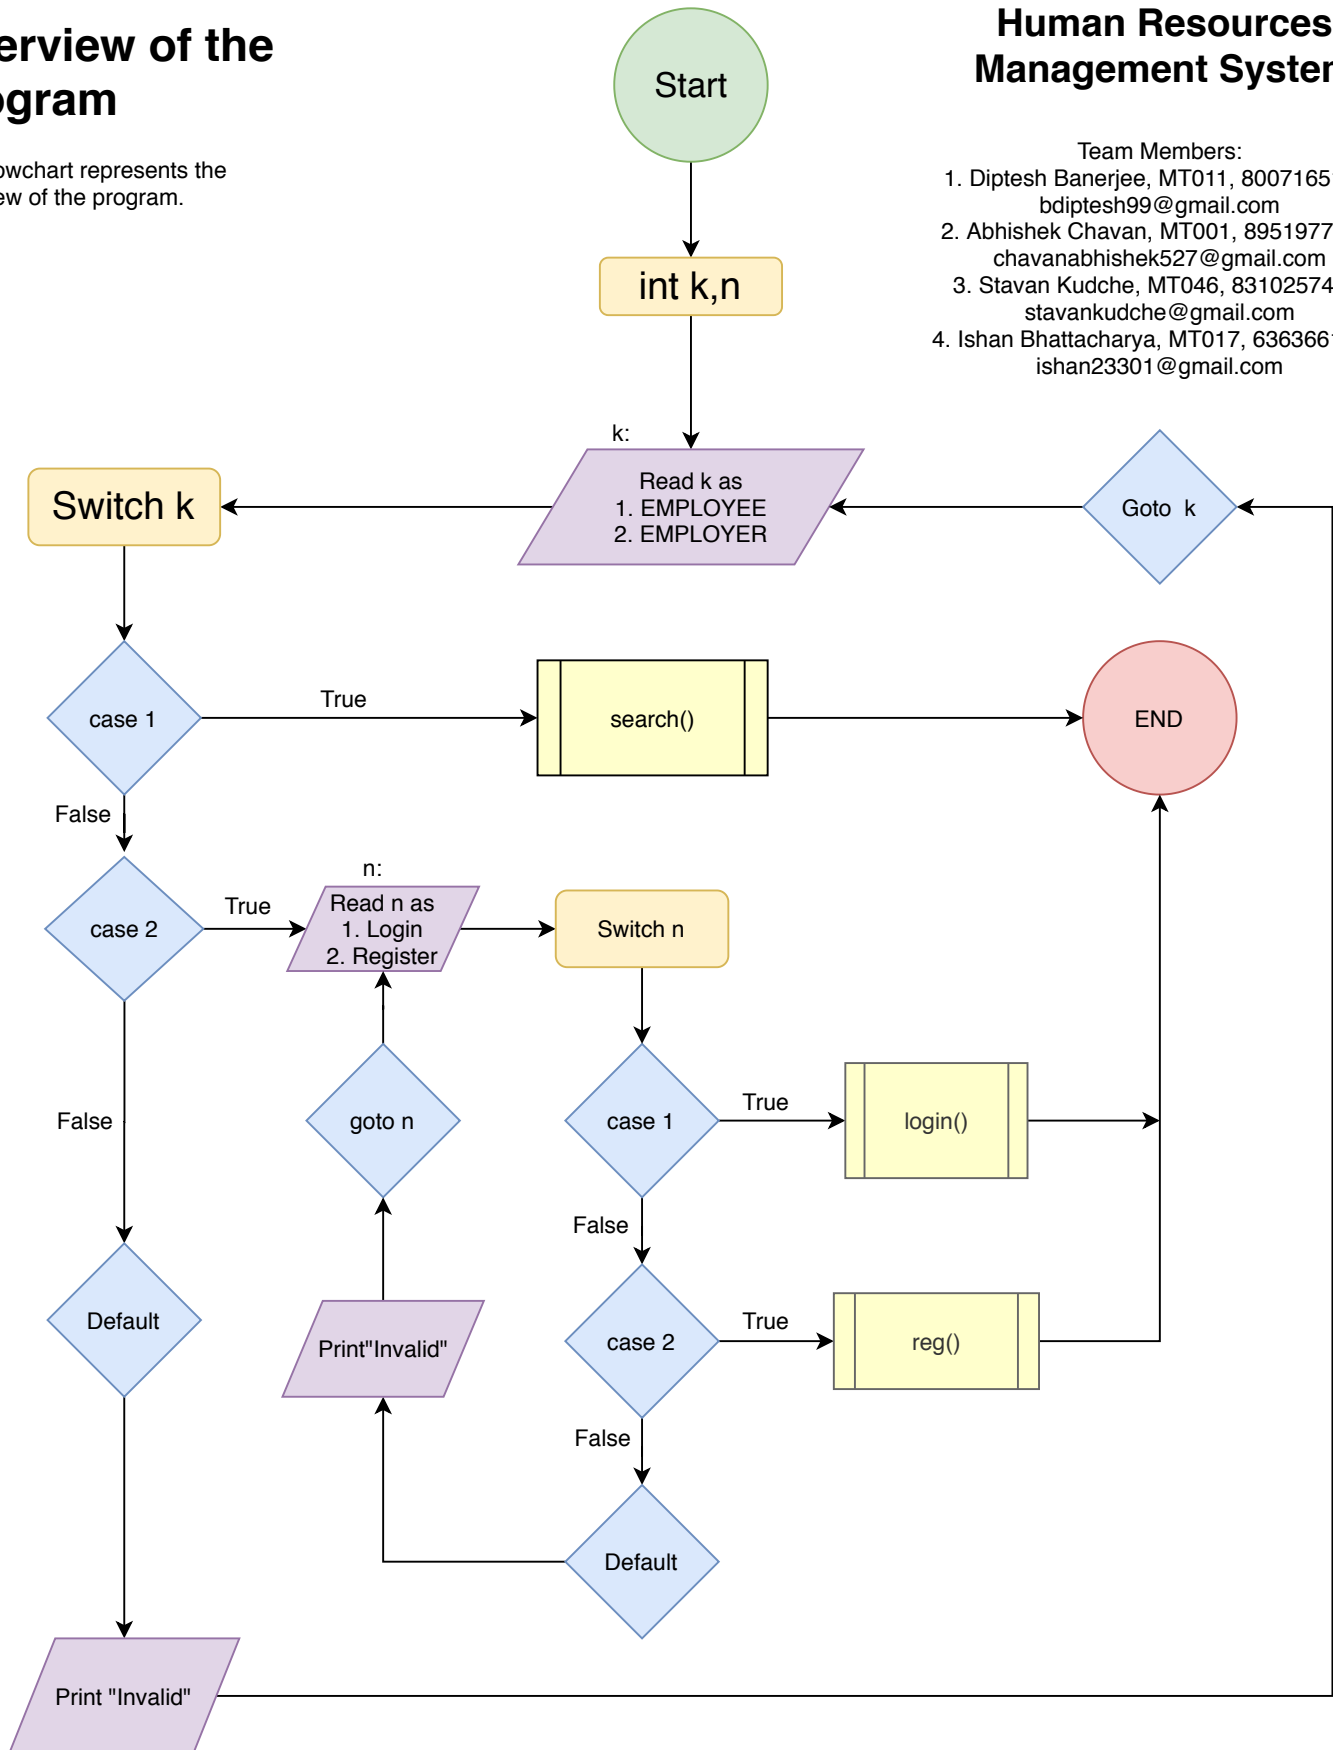 erview of the
ogram
owchart represents the
ew of the program.
Human Resources
Management System
Team Members:
1. Diptesh Banerjee, MT011, 8007165
bdiptesh99@gmail.com
2. Abhishek Chavan, MT001, 8951977
chavanabhishek527@gmail.com
3. Stavan Kudche, MT046, 83102574
stavankudche@gmail.com
4. Ishan Bhattacharya, MT017, 636366
ishan23301@gmail.com
Start
int k,n
k:
Read k as
1. EMPLOYEE
2. EMPLOYER
Switch k
Goto k
case 1
True
search()
END
False
case 2
True
n:
Read n as
1. Login
2. Register
Switch n
False
goto n
case 1
True
login()
False
Default
Print"Invalid"
case 2
True
reg()
False
Default
Print "Invalid"